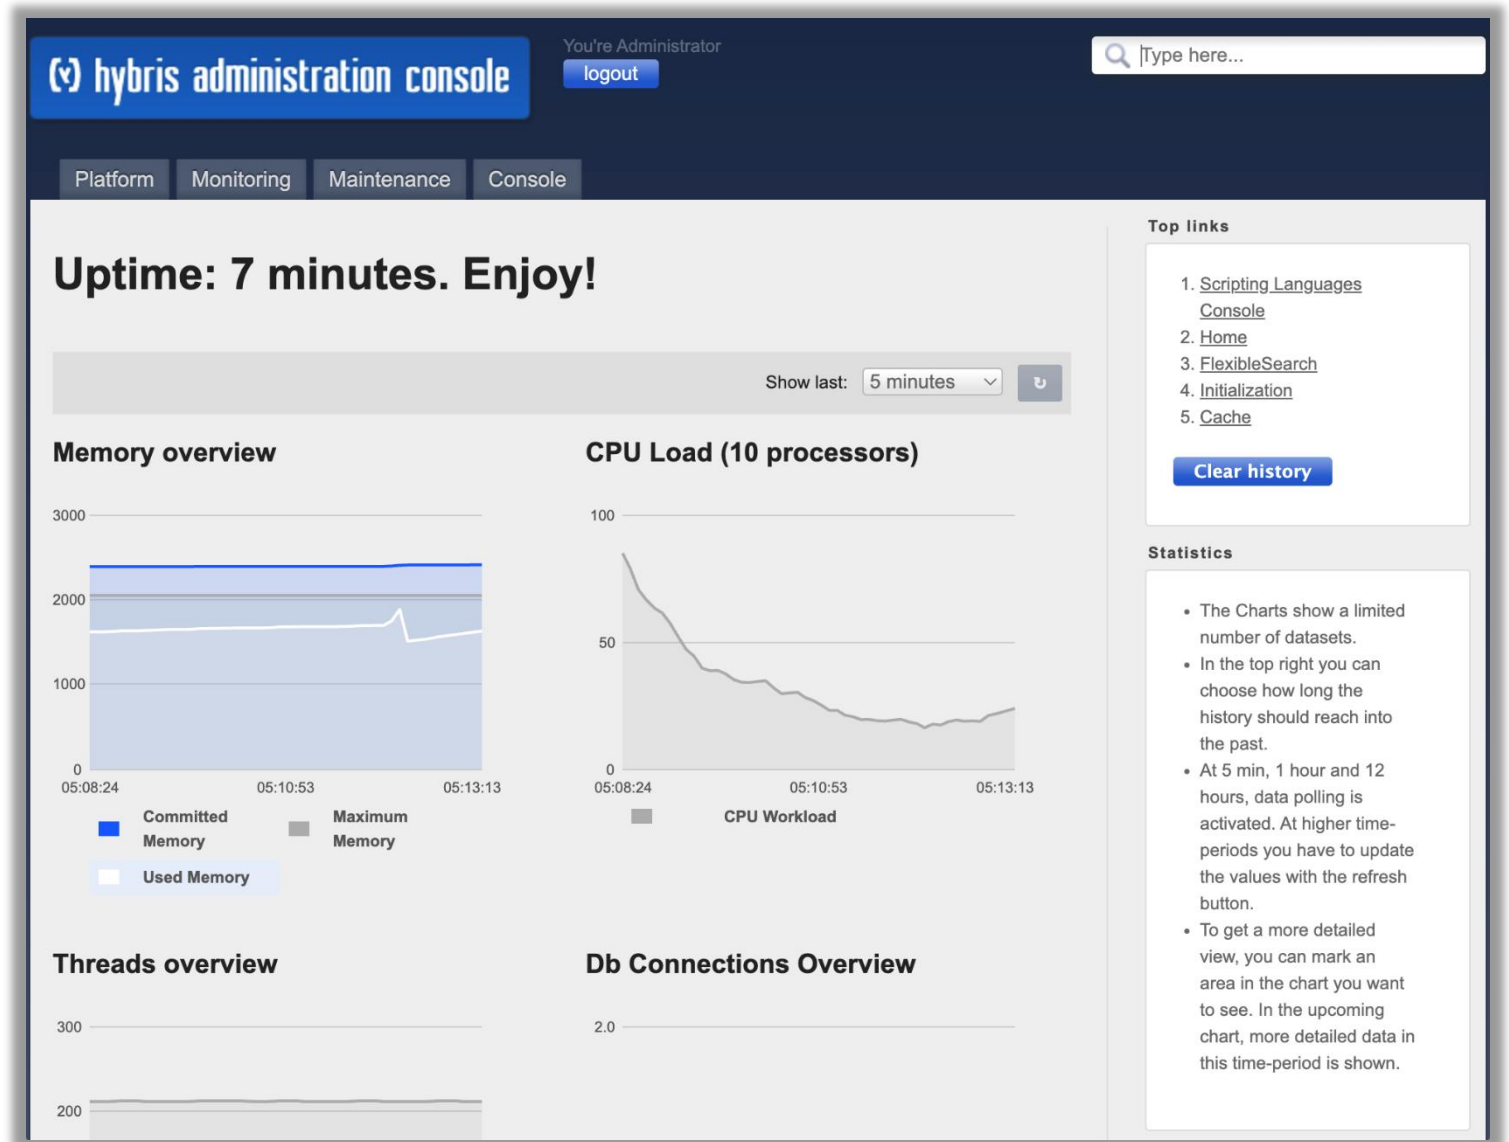 (y) hybris administration console
You're Administrator
logout
Type here...
Platform Monitoring Maintenance Console
Uptime: 7 minutes. Enjoy!
Show last: 5 minutes ↻
Memory overview
3000
2000
1000
0
05:08:24 05:10:53 05:13:13
Committed Memory
Maximum Memory
Used Memory
CPU Load (10 processors)
100
50
0
05:08:24 05:10:53 05:13:13
CPU Workload
Threads overview
300
200
Db Connections Overview
2.0
Top links
1. Scripting Languages
Console
2. Home
3. FlexibleSearch
4. Initialization
5. Cache
Clear history
Statistics
• The Charts show a limited
number of datasets.
• In the top right you can
choose how long the
history should reach into
the past.
• At 5 min, 1 hour and 12
hours, data polling is
activated. At higher time-
periods you have to update
the values with the refresh
button.
• To get a more detailed
view, you can mark an
area in the chart you want
to see. In the upcoming
chart, more detailed data in
this time-period is shown.